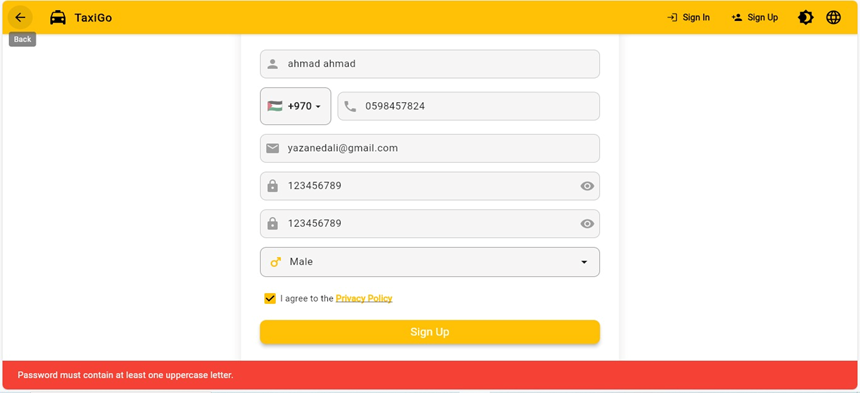 TaxiGo
Sign In
Sign Up
Back
ahmad ahmad
+970
0598457824
yazanedali@gmail.com
123456789
123456789
Male
I agree to the Privacy Policy
Sign Up
Password must contain at least one uppercase letter.